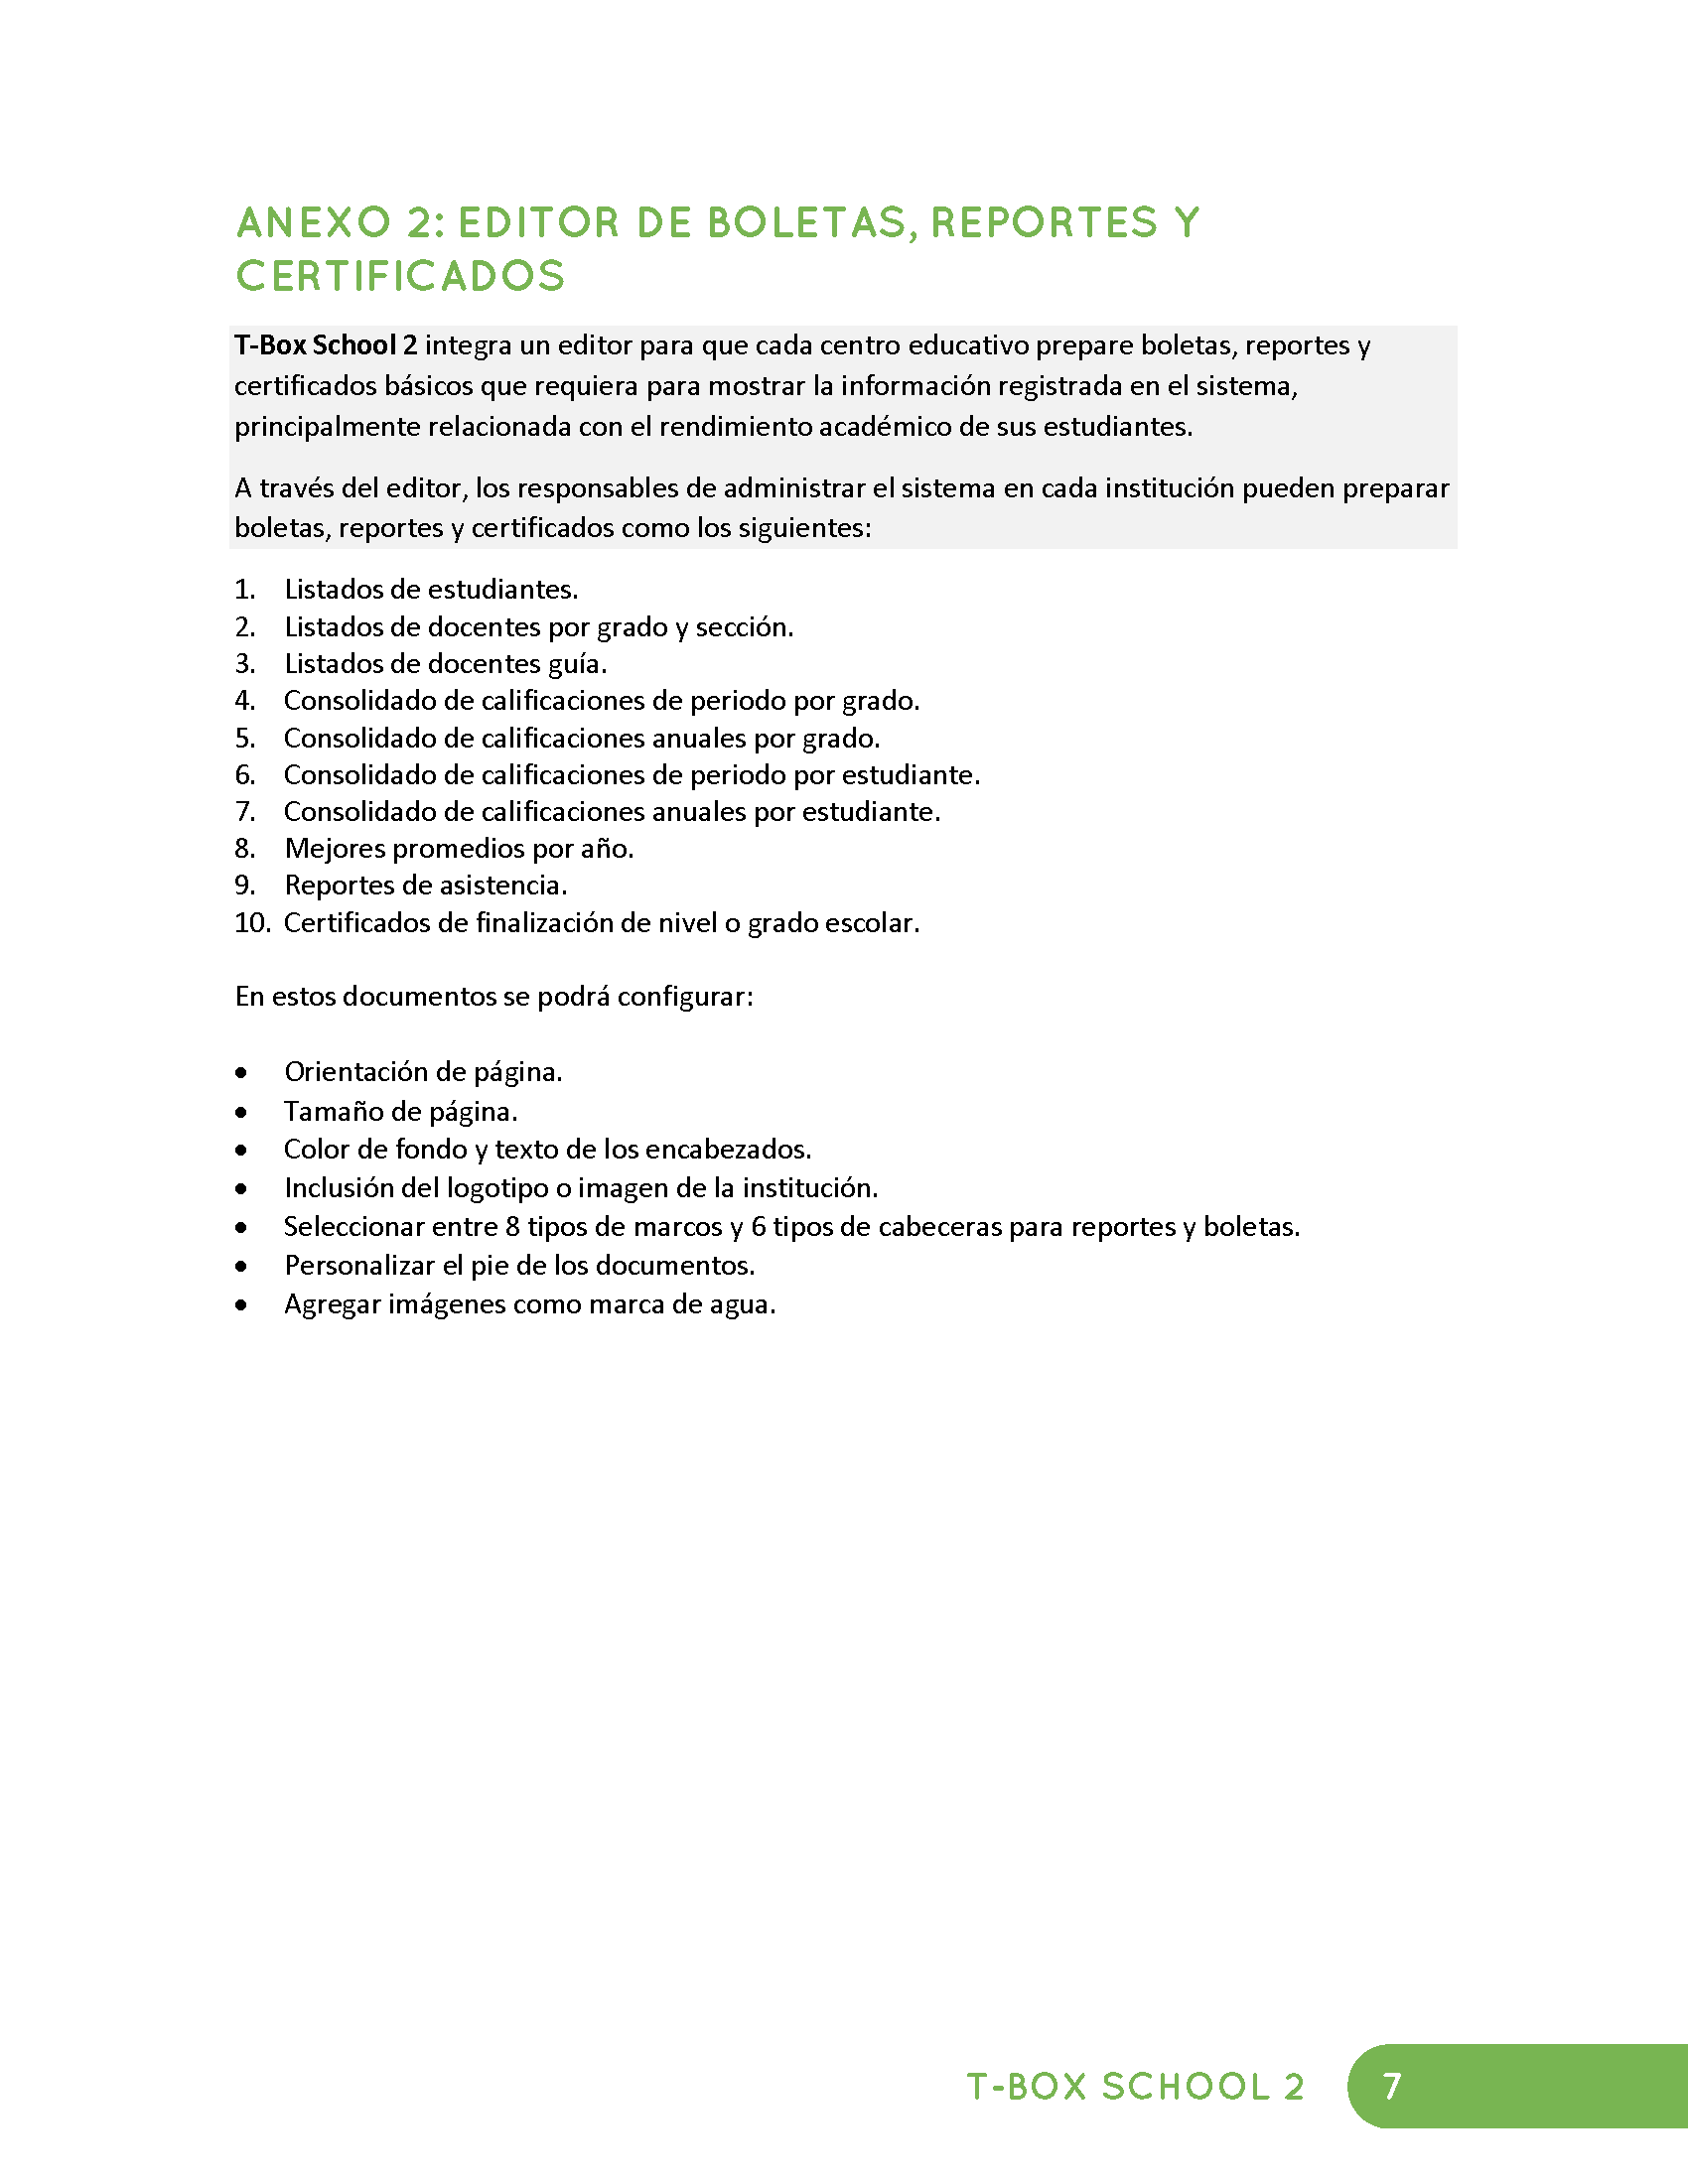 ANEXO 2: EDITOR DE BOLETAS, REPORTES Y
CERTIFICADOS
T-Box School 2 integra un editor para que cada centro educativo prepare boletas, reportes y
certificados básicos que requiera para mostrar la información registrada en el sistema,
principalmente relacionada con el rendimiento académico de sus estudiantes.
A través del editor, los responsables de administrar el sistema en cada institución pueden preparar
boletas, reportes y certificados como los siguientes:
1. Listados de estudiantes.
2. Listados de docentes por grado y sección.
3. Listados de docentes guía.
4. Consolidado de calificaciones de periodo por grado.
5. Consolidado de calificaciones anuales por grado.
6. Consolidado de calificaciones de periodo por estudiante.
7. Consolidado de calificaciones anuales por estudiante.
8. Mejores promedios por año.
9. Reportes de asistencia.
10. Certificados de finalización de nivel o grado escolar.
En estos documentos se podrá configurar:
• Orientación de página.
• Tamaño de página.
• Color de fondo y texto de los encabezados.
• Inclusión del logotipo o imagen de la institución.
• Seleccionar entre 8 tipos de marcos y 6 tipos de cabeceras para reportes y boletas.
• Personalizar el pie de los documentos.
• Agregar imágenes como marca de agua.
T-BOX SCHOOL 2 7